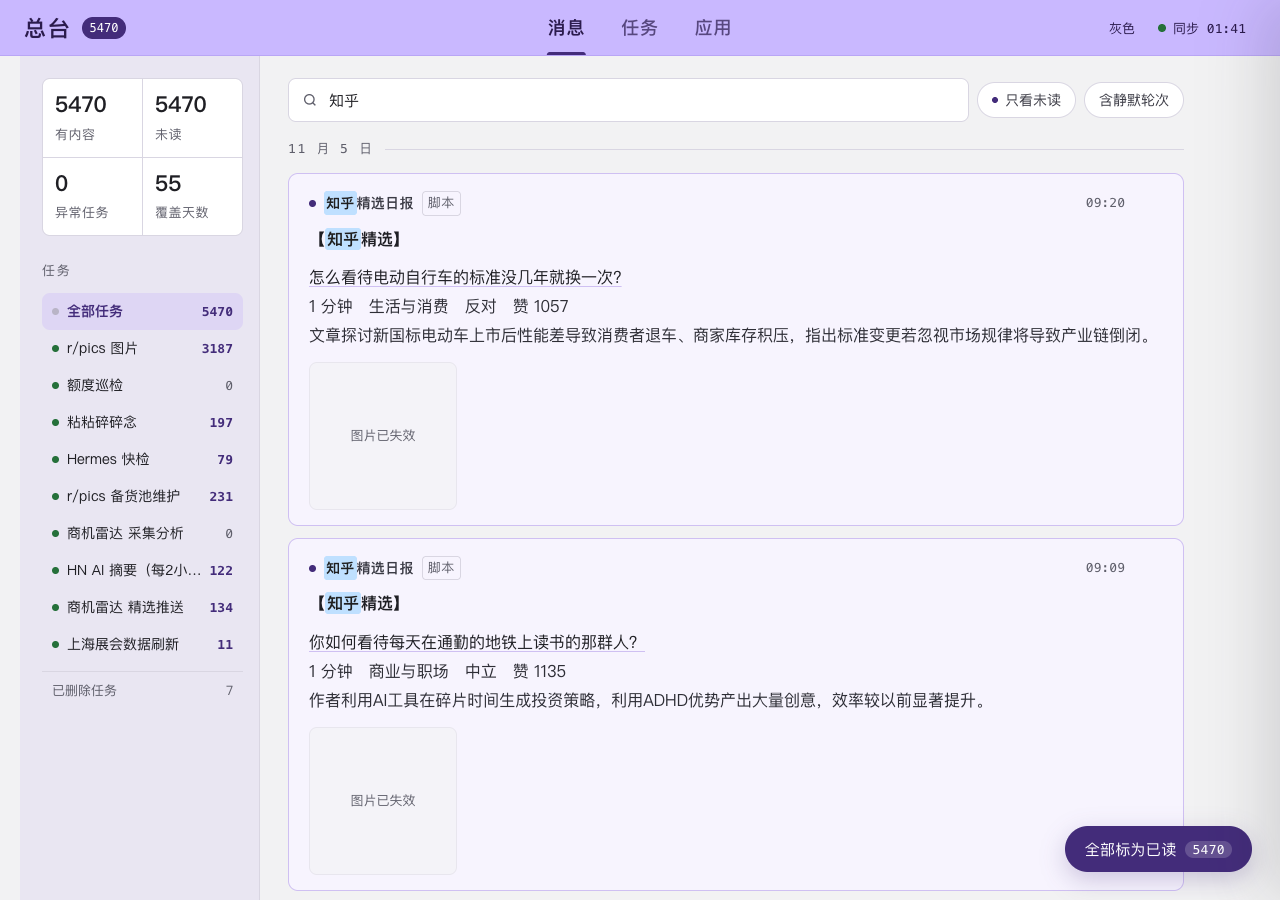 总台 5470
消息 任务 应用
灰色 同步 01:41
5470 有内容
5470 未读
0 异常任务
55 覆盖天数
任务
全部任务 5470
r/pics 图片 3187
额度巡检 0
粘粘碎碎念 197
Hermes 快检 79
r/pics 备货池维护 231
商机雷达 采集分析 0
HN AI 摘要（每2小… 122
商机雷达 精选推送 134
上海展会数据刷新 11
已删除任务 7
知乎
只看未读
含静默轮次
11 月 5 日
知乎精选日报 脚本 09:20
【知乎精选】
怎么看待电动自行车的标准没几年就换一次?
1 分钟 生活与消费 反对 赞 1057
文章探讨新国标电动车上市后性能差导致消费者退车、商家库存积压，指出标准变更若忽视市场规律将导致产业链倒闭。
图片已失效
知乎精选日报 脚本 09:09
【知乎精选】
你如何看待每天在通勤的地铁上读书的那群人？
1 分钟 商业与职场 中立 赞 1135
作者利用AI工具在碎片时间生成投资策略，利用ADHD优势产出大量创意，效率较以前显著提升。
图片已失效
全部标为已读 5470